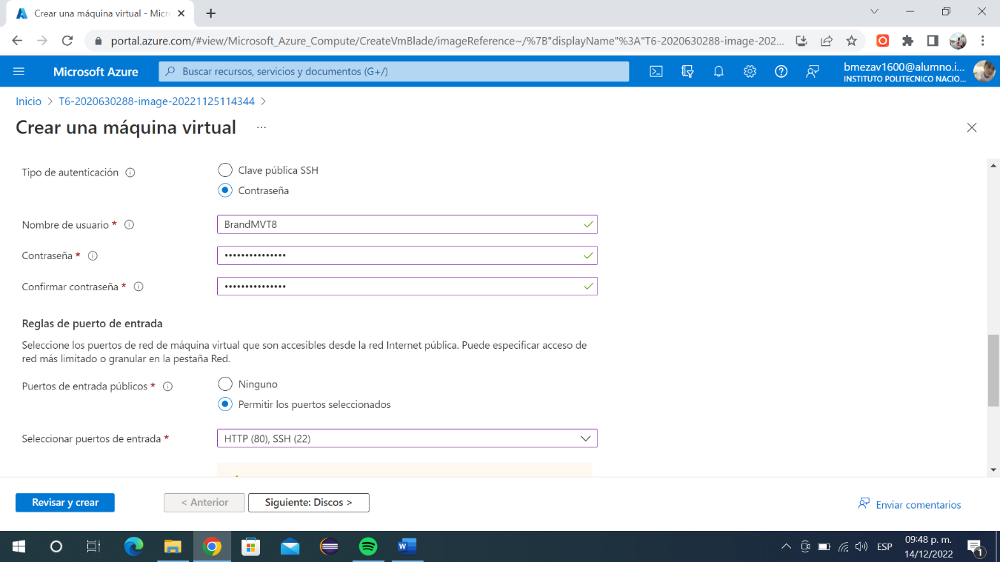 Crear una máquina virtual - Micr
portal.azure.com/#view/Microsoft_Azure_Compute/CreateVmBlade/imageReference~/%7B"displayName"%3A"T6-2020630288-image-202...
Microsoft Azure
Buscar recursos, servicios y documentos (G+/)
bmezav1600@alumno.i...
INSTITUTO POLITECNICO NACIO...
Inicio > T6-2020630288-image-20221125114344 >
Crear una máquina virtual ...
Tipo de autenticación
Clave pública SSH
Contraseña
Nombre de usuario *
BrandMVT8
Contraseña *
•••••••••••••••
Confirmar contraseña *
•••••••••••••••
Reglas de puerto de entrada
Seleccione los puertos de red de máquina virtual que son accesibles desde la red Internet pública. Puede especificar acceso de
red más limitado o granular en la pestaña Red.
Puertos de entrada públicos *
Ninguno
Permitir los puertos seleccionados
Seleccionar puertos de entrada *
HTTP (80), SSH (22)
Revisar y crear
< Anterior
Siguiente: Discos >
Enviar comentarios
ESP
09:48 p. m.
14/12/2022
1